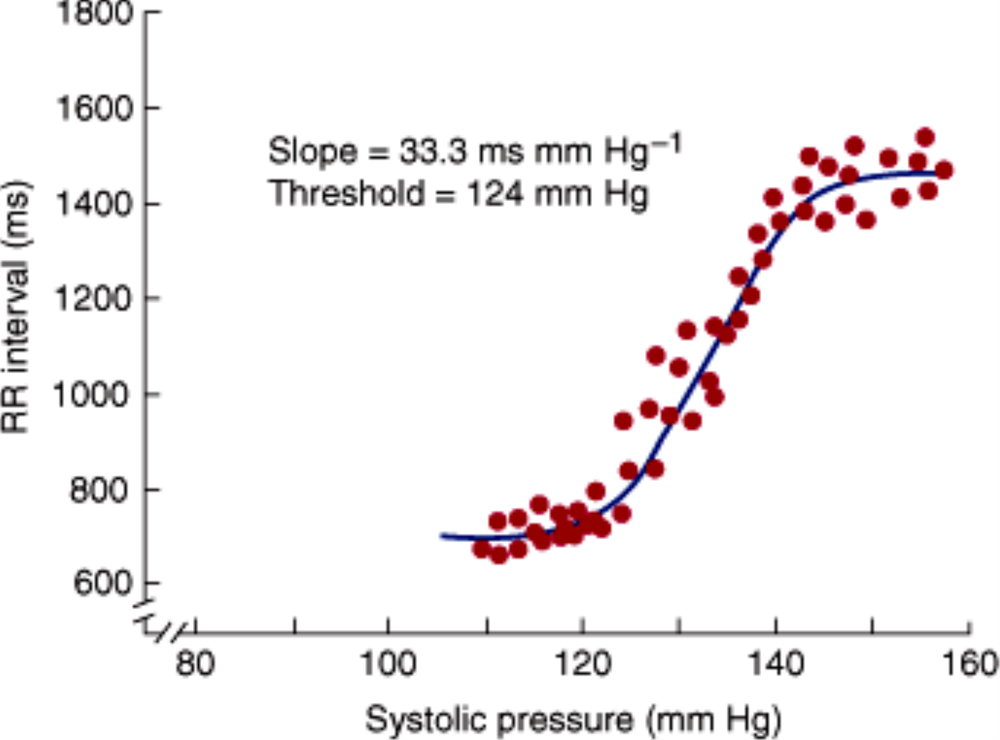 1800
1600
1400
1200
1000
800
600
RR interval (ms)
Slope = 33.3 ms mm Hg⁻¹
Threshold = 124 mm Hg
80 100 120 140 160
Systolic pressure (mm Hg)